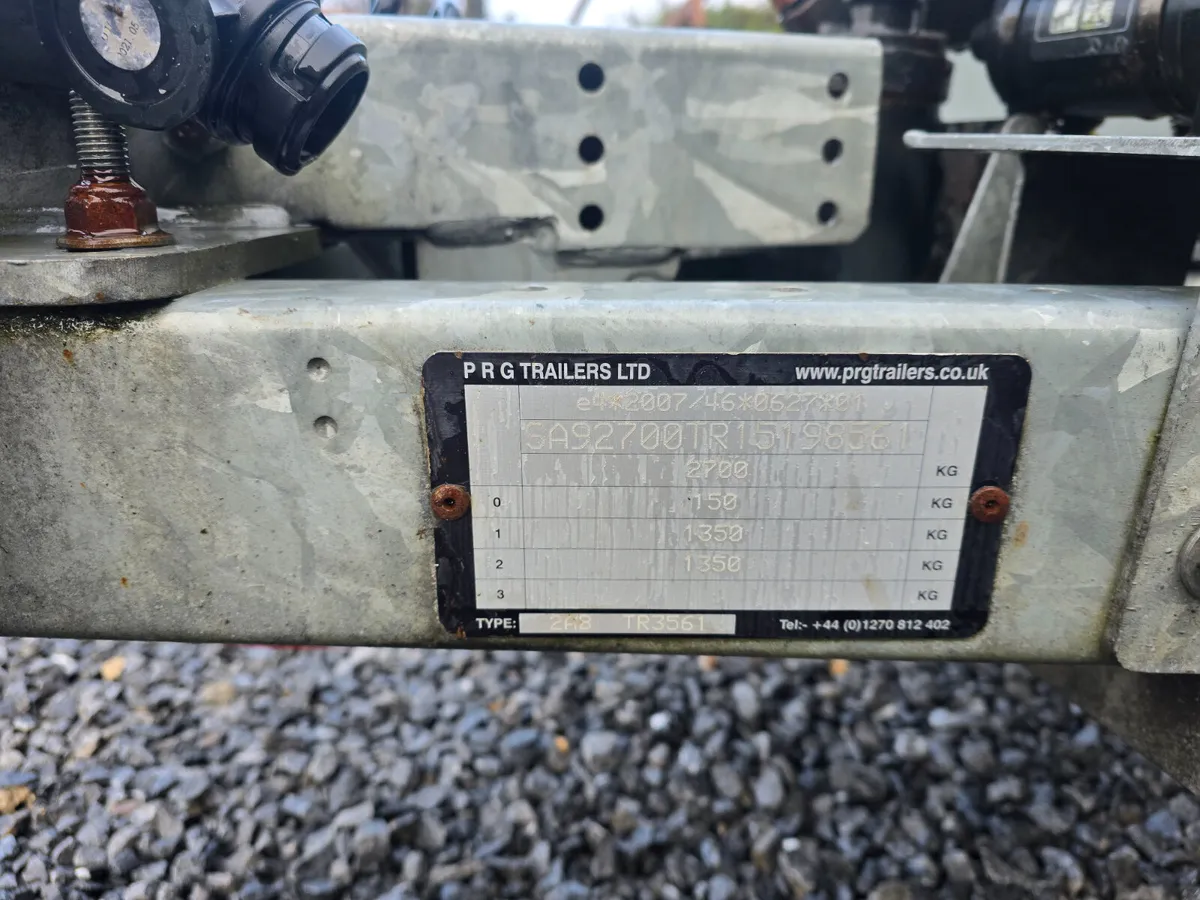 P R G TRAILERS LTD www.prgtrailers.co.uk
e4*2007/46*0627*01
SA92700TR15198561
2700 KG
0 150 KG
1 1350 KG
2 1350 KG
3 KG
TYPE: 2A8 TR3561 Tel:- +44 (0)1270 812 402